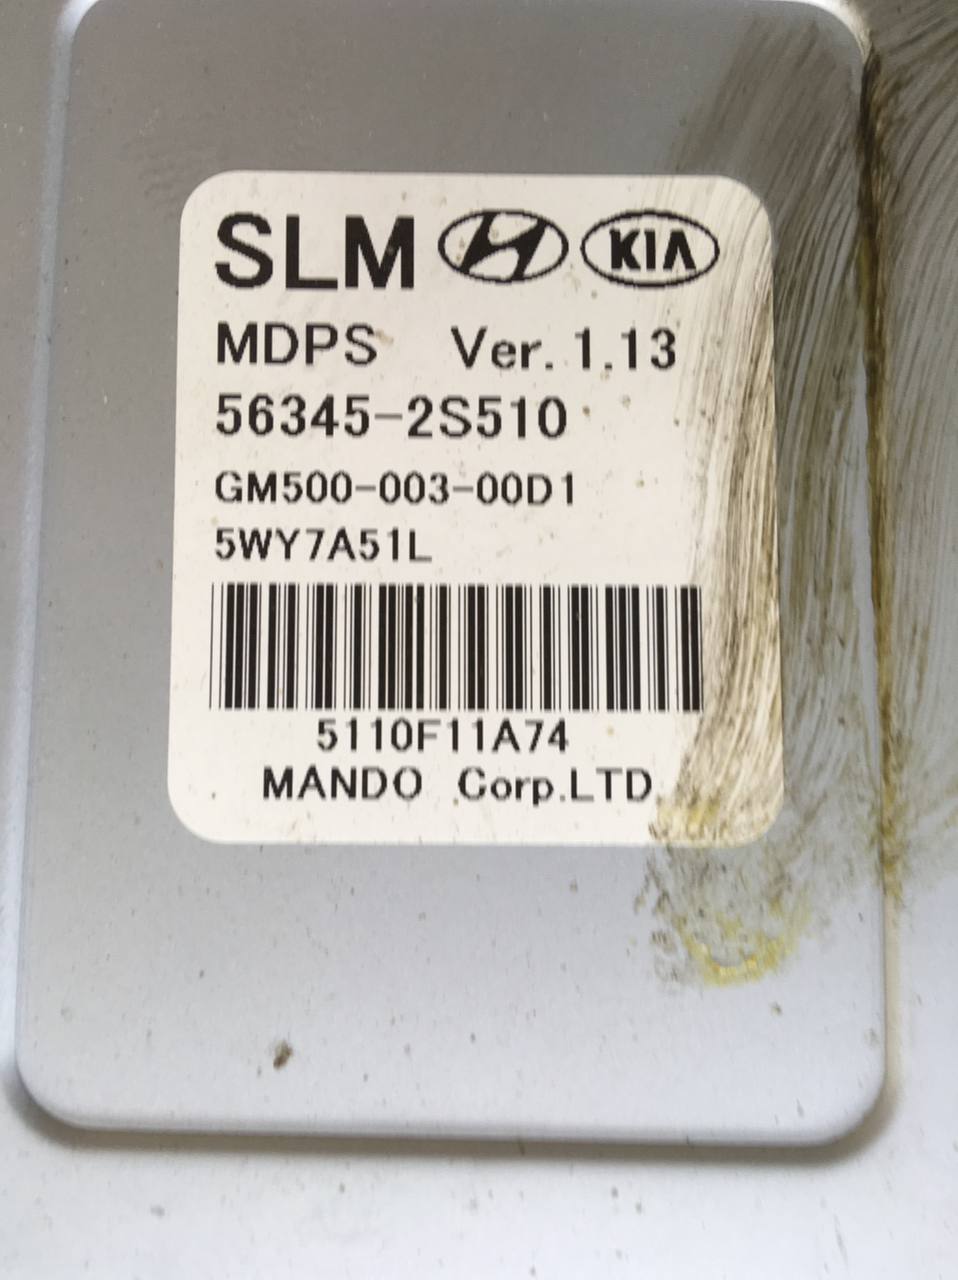 SLM KIA
MDPS Ver. 1.13
56345-2S510
GM500-003-00D1
5WY7A51L
5110F11A74
MANDO Corp.LTD